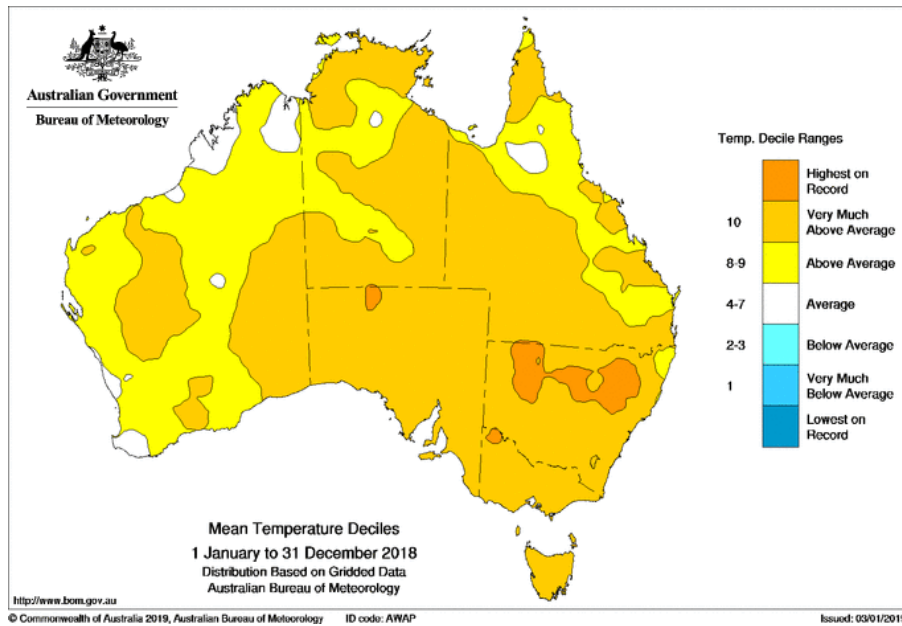 Australian Government
Bureau of Meteorology
Temp. Decile Ranges
Highest on
Record
10
Very Much
Above Average
8-9
Above Average
4-7
Average
2-3
Below Average
1
Very Much
Below Average
Lowest on
Record
Mean Temperature Deciles
1 January to 31 December 2018
Distribution Based on Gridded Data
Australian Bureau of Meteorology
http://www.bom.gov.au
© Commonwealth of Australia 2019, Australian Bureau of Meteorology
ID code: AWAP
Issued: 03/01/2019